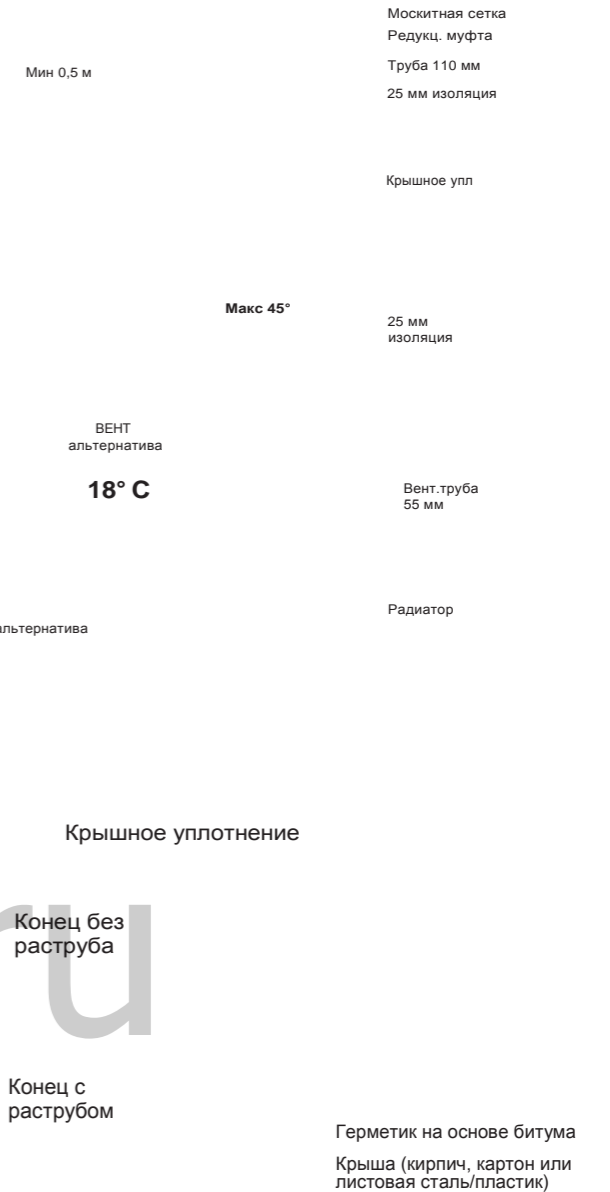 Москитная сетка
Редукц. муфта
Труба 110 мм
Мин 0,5 м
25 мм изоляция
Крышное упл
Макс 45°
25 мм
изоляция
ВЕНТ
альтернатива
18° C
Вент.труба
55 мм
Радиатор
альтернатива
Крышное уплотнение
ru
Конец без
раструба
Конец с
раструбом
Герметик на основе битума
Крыша (кирпич, картон или
листовая сталь/пластик)